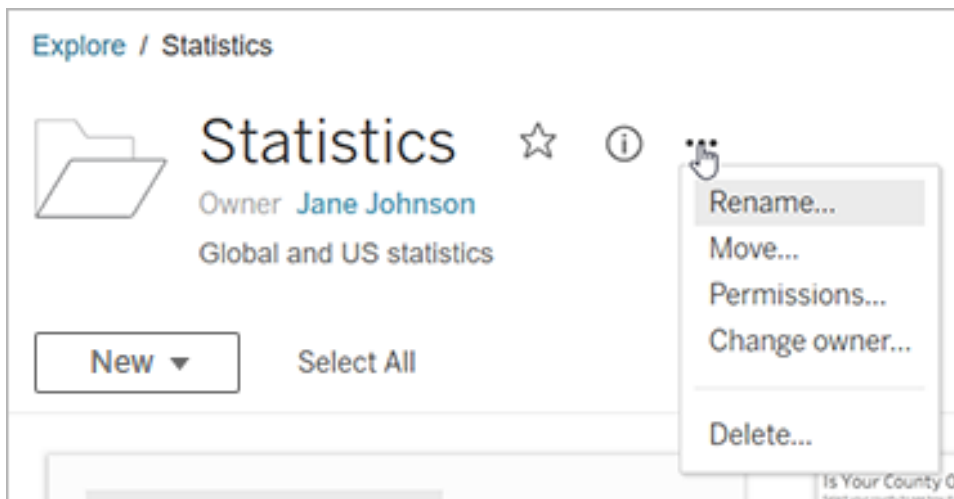 Explore / Statistics
Statistics
Owner Jane Johnson
Global and US statistics
Rename...
Move...
Permissions...
Change owner...
Delete...
New
Select All
Is Your County